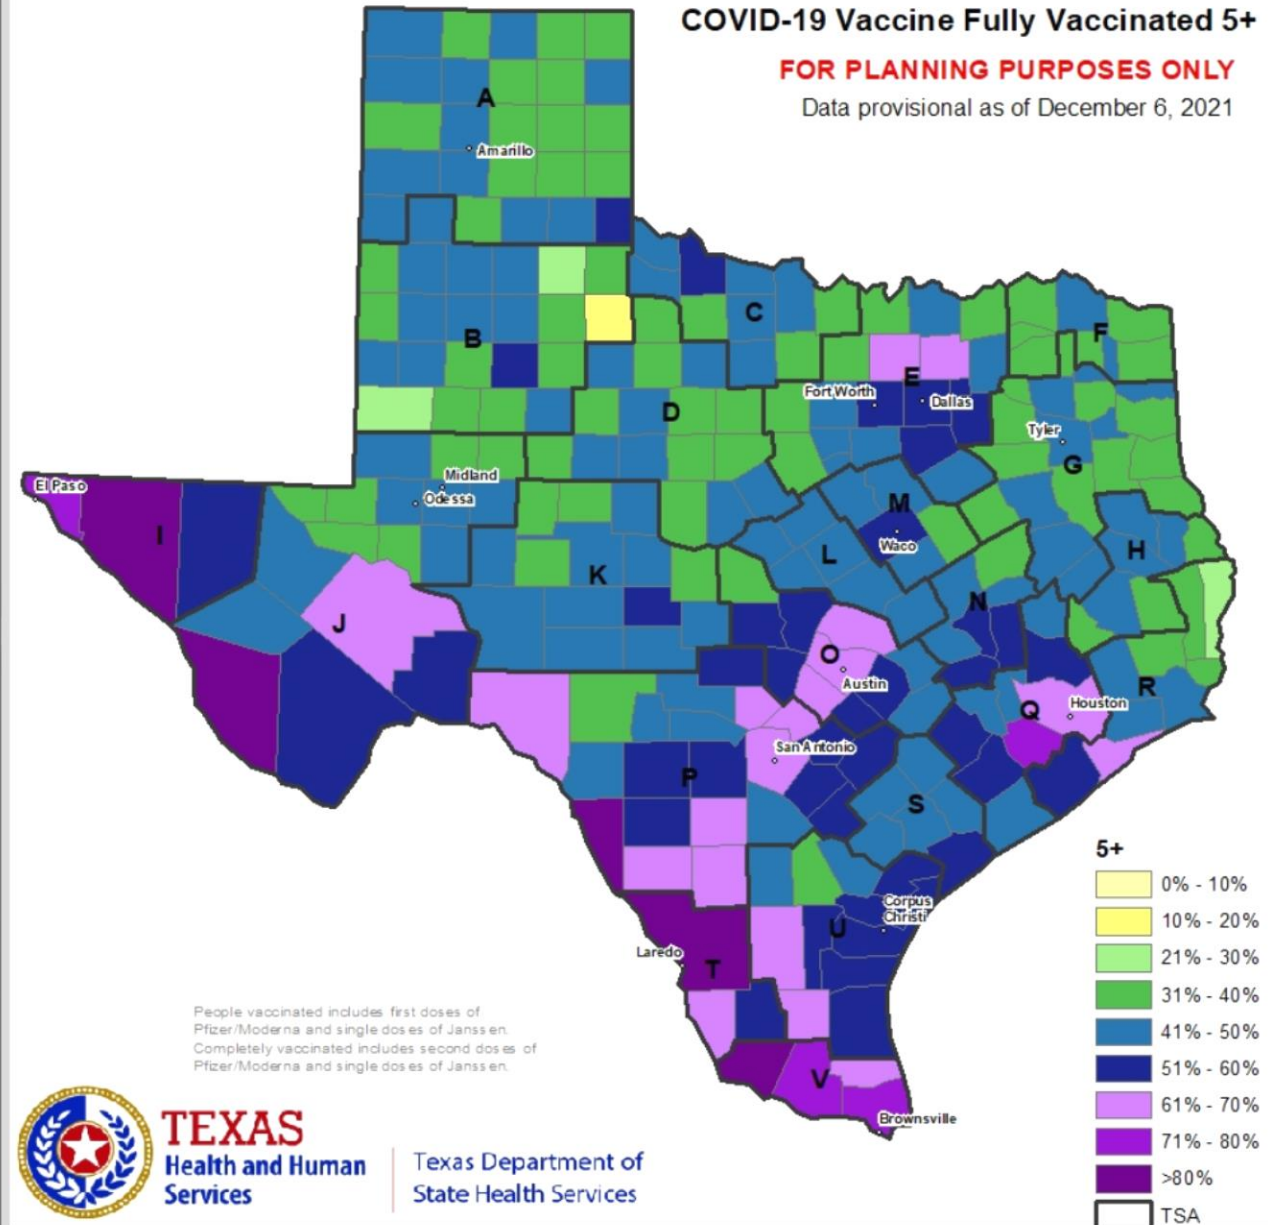 COVID-19 Vaccine Fully Vaccinated 5+
FOR PLANNING PURPOSES ONLY
Data provisional as of December 6, 2021
A
Amarillo
C
B
F
E
Fort Worth
Dallas
D
Tyler
G
Midland
El Paso
Odessa
M
I
Waco
H
L
K
N
J
O
Austin
R
Q
Houston
San Antonio
P
S
Corpus
Christi
U
Laredo
T
V
Brownsville
5+
0% - 10%
10% - 20%
21% - 30%
31% - 40%
41% - 50%
51% - 60%
61% - 70%
71% - 80%
>80%
TSA
People vaccinated includes first doses of
Pfizer/Moderna and single doses of Janssen.
Completely vaccinated includes second doses of
Pfizer/Moderna and single doses of Janssen.
TEXAS
Health and Human
Services
Texas Department of
State Health Services